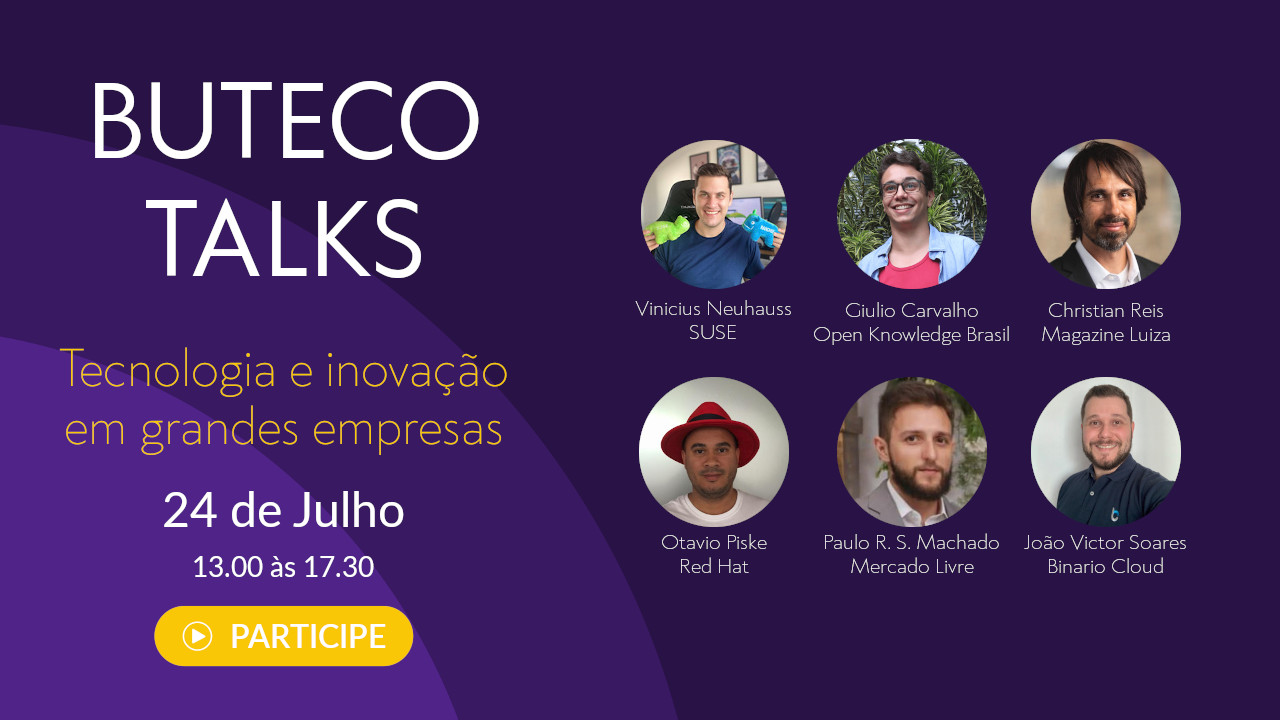 BUTECO
TALKS
Tecnologia e inovação
em grandes empresas
24 de Julho
13.00 às 17.30
PARTICIPE
Vinicius Neuhauss
SUSE
Giulio Carvalho
Open Knowledge Brasil
Christian Reis
Magazine Luiza
Otavio Piske
Red Hat
Paulo R. S. Machado
Mercado Livre
João Victor Soares
Binario Cloud